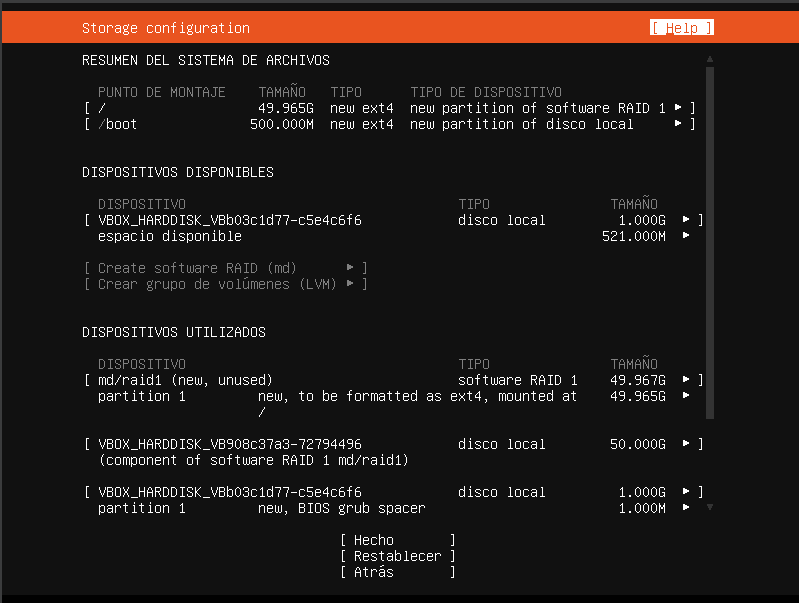 Storage configuration [ Help ]
RESUMEN DEL SISTEMA DE ARCHIVOS
PUNTO DE MONTAJE TAMAÑO TIPO TIPO DE DISPOSITIVO
[ / 49.965G new ext4 new partition of software RAID 1 ▸ ]
[ /boot 500.000M new ext4 new partition of disco local ▸ ]
DISPOSITIVOS DISPONIBLES
DISPOSITIVO TIPO TAMAÑO
[ VBOX_HARDDISK_VBb03c1d77-c5e4c6f6 disco local 1.000G ▸ ]
espacio disponible 521.000M ▸
[ Create software RAID (md) ▸ ]
[ Crear grupo de volúmenes (LVM) ▸ ]
DISPOSITIVOS UTILIZADOS
DISPOSITIVO TIPO TAMAÑO
[ md/raid1 (new, unused) software RAID 1 49.967G ▸ ]
partition 1 new, to be formatted as ext4, mounted at 49.965G ▸
/
[ VBOX_HARDDISK_VB908c37a3-72794496 disco local 50.000G ▸ ]
(component of software RAID 1 md/raid1)
[ VBOX_HARDDISK_VBb03c1d77-c5e4c6f6 disco local 1.000G ▸ ]
partition 1 new, BIOS grub spacer 1.000M ▸
[ Hecho ]
[ Restablecer ]
[ Atrás ]